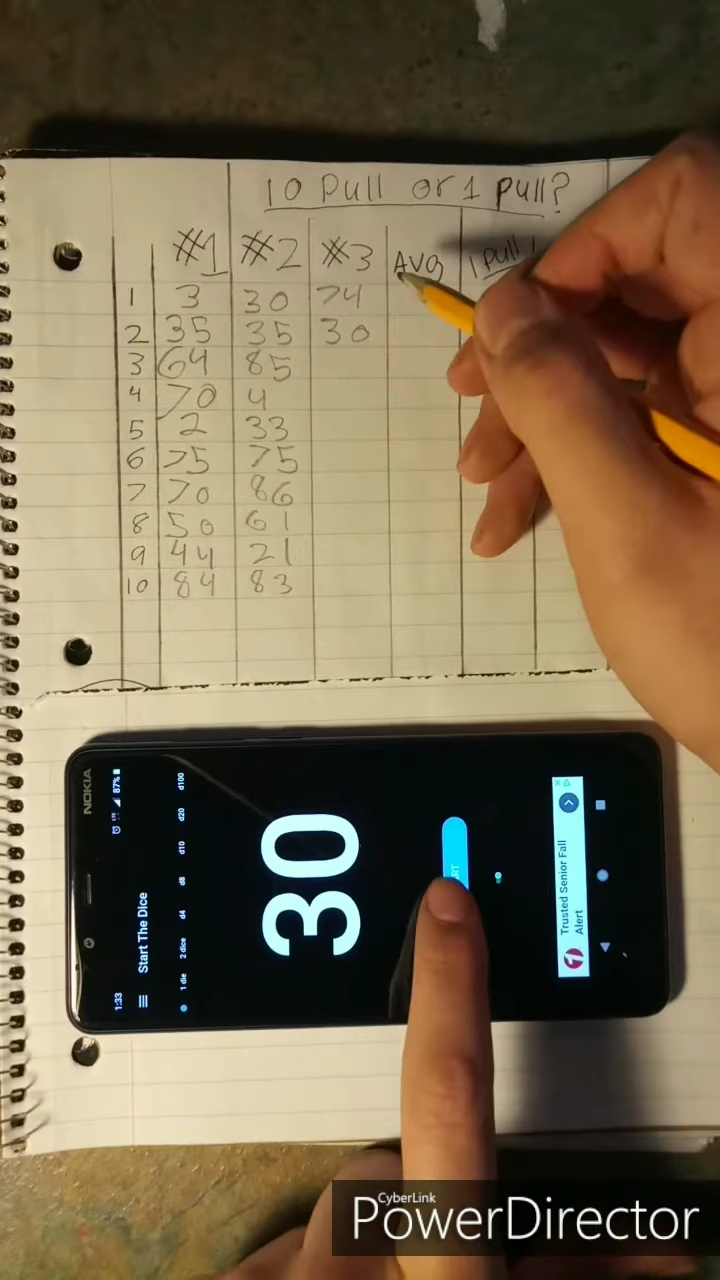 10 Pull or 1 pull?
#1 #2 #3 AVG 1 pull
1 3 30 74
2 35 35 30
3 64 85
4 70 4
5 2 33
6 75 75
7 70 86
8 50 61
9 44 21
10 84 83
NOKIA
1:33 87%
Start The Dice
1 die 2 dice d4 d8 d10 d20 d100
30
RT
Trusted Senior Fall
Alert
CyberLink
PowerDirector